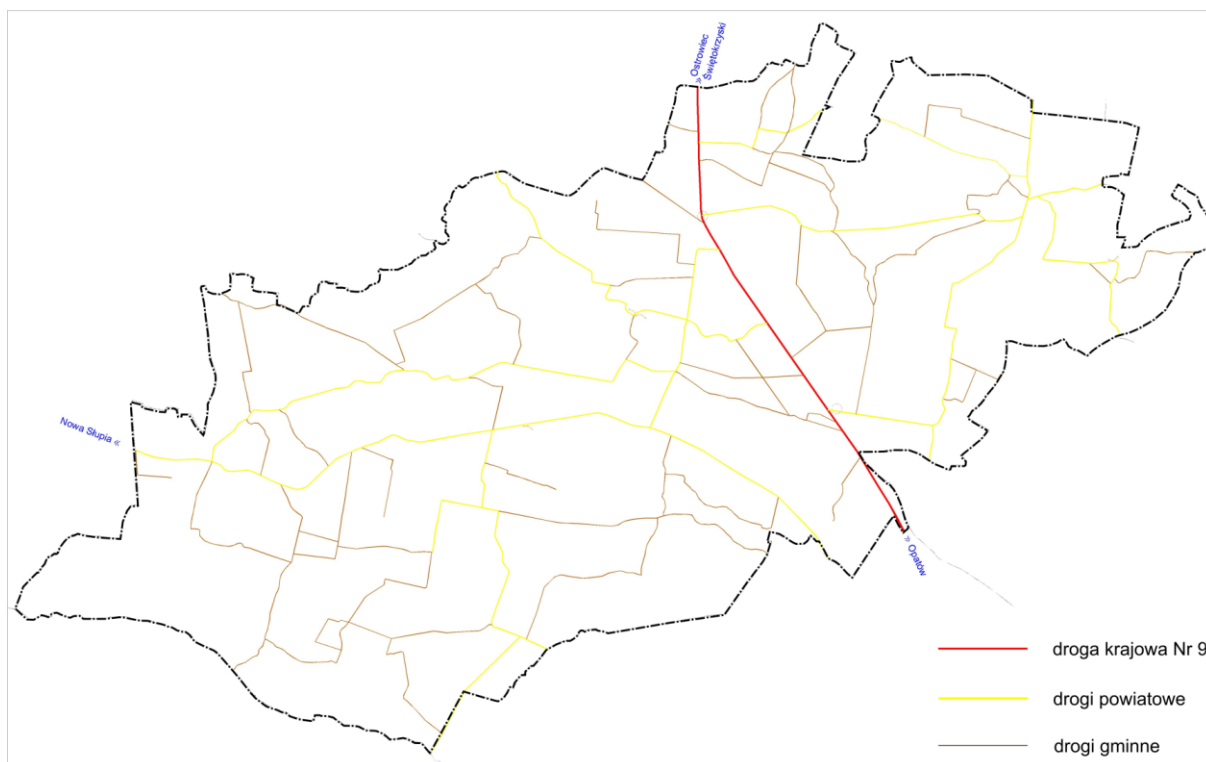 » Ostrowiec
Świętokrzyski
Nowa Słupia «
» Opatów
droga krajowa Nr 9
drogi powiatowe
drogi gminne